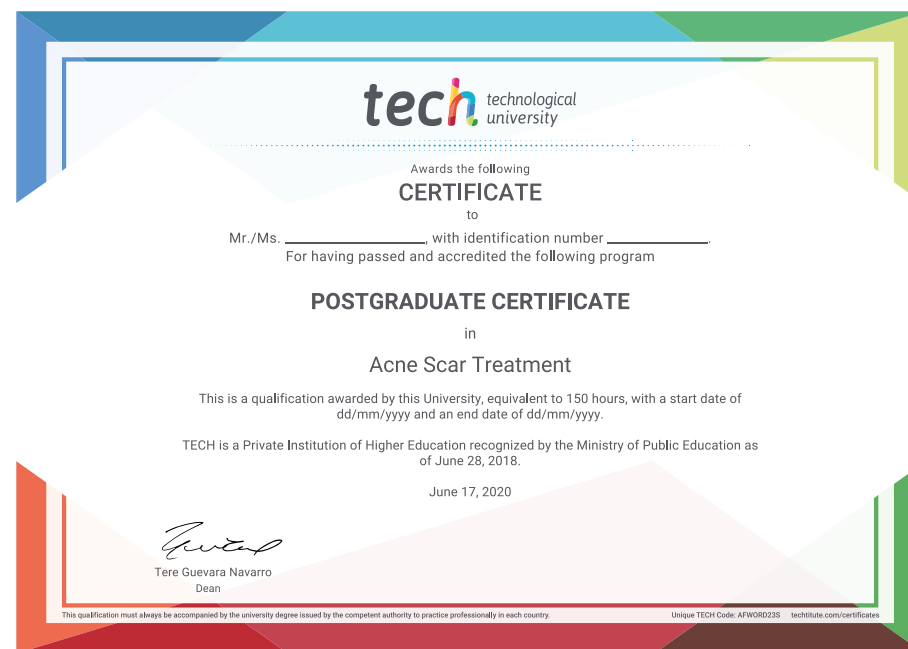 tech technological
university
Awards the following
CERTIFICATE
to
Mr./Ms. ____________________, with identification number ______________.
For having passed and accredited the following program
POSTGRADUATE CERTIFICATE
in
Acne Scar Treatment
This is a qualification awarded by this University, equivalent to 150 hours, with a start date of
dd/mm/yyyy and an end date of dd/mm/yyyy.
TECH is a Private Institution of Higher Education recognized by the Ministry of Public Education as
of June 28, 2018.
June 17, 2020
Tere Guevara Navarro
Dean
This qualification must always be accompanied by the university degree issued by the competent authority to practice professionally in each country.
Unique TECH Code: AFWORD23S techtitute.com/certificates